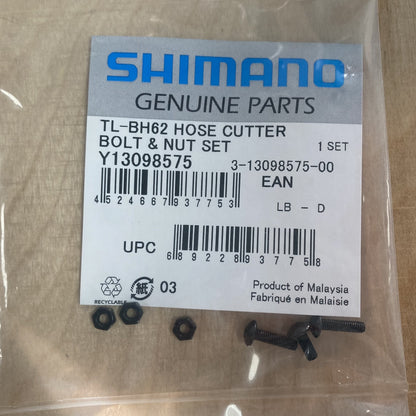 SHIMANO
GENUINE PARTS
TL-BH62 HOSE CUTTER
BOLT & NUT SET 1 SET
Y13098575 3-13098575-00
EAN
4 524667 937753
LB - D
UPC
6 89228 93775 8
紙 03
RECYCLABLE
Product of Malaysia
Fabriqué en Malaisie